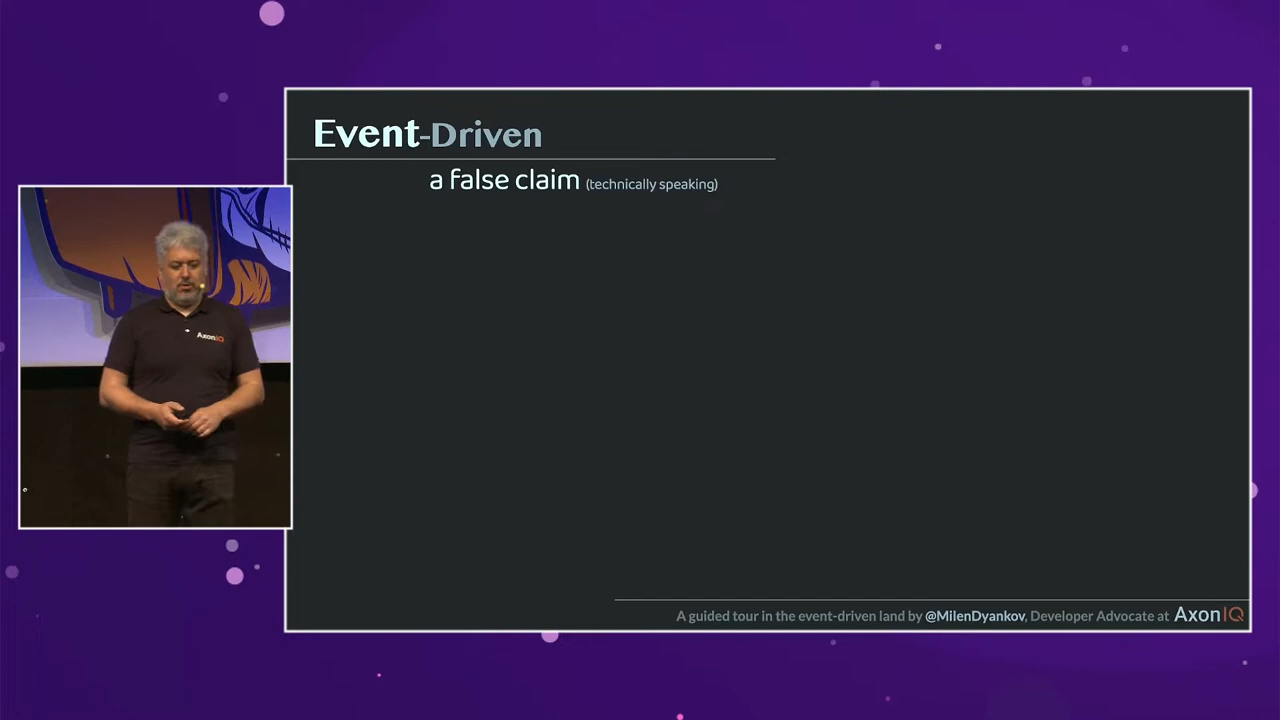 Event-Driven
a false claim (technically speaking)
AxonIQ
A guided tour in the event-driven land by @MilenDyankov, Developer Advocate at AxonIQ